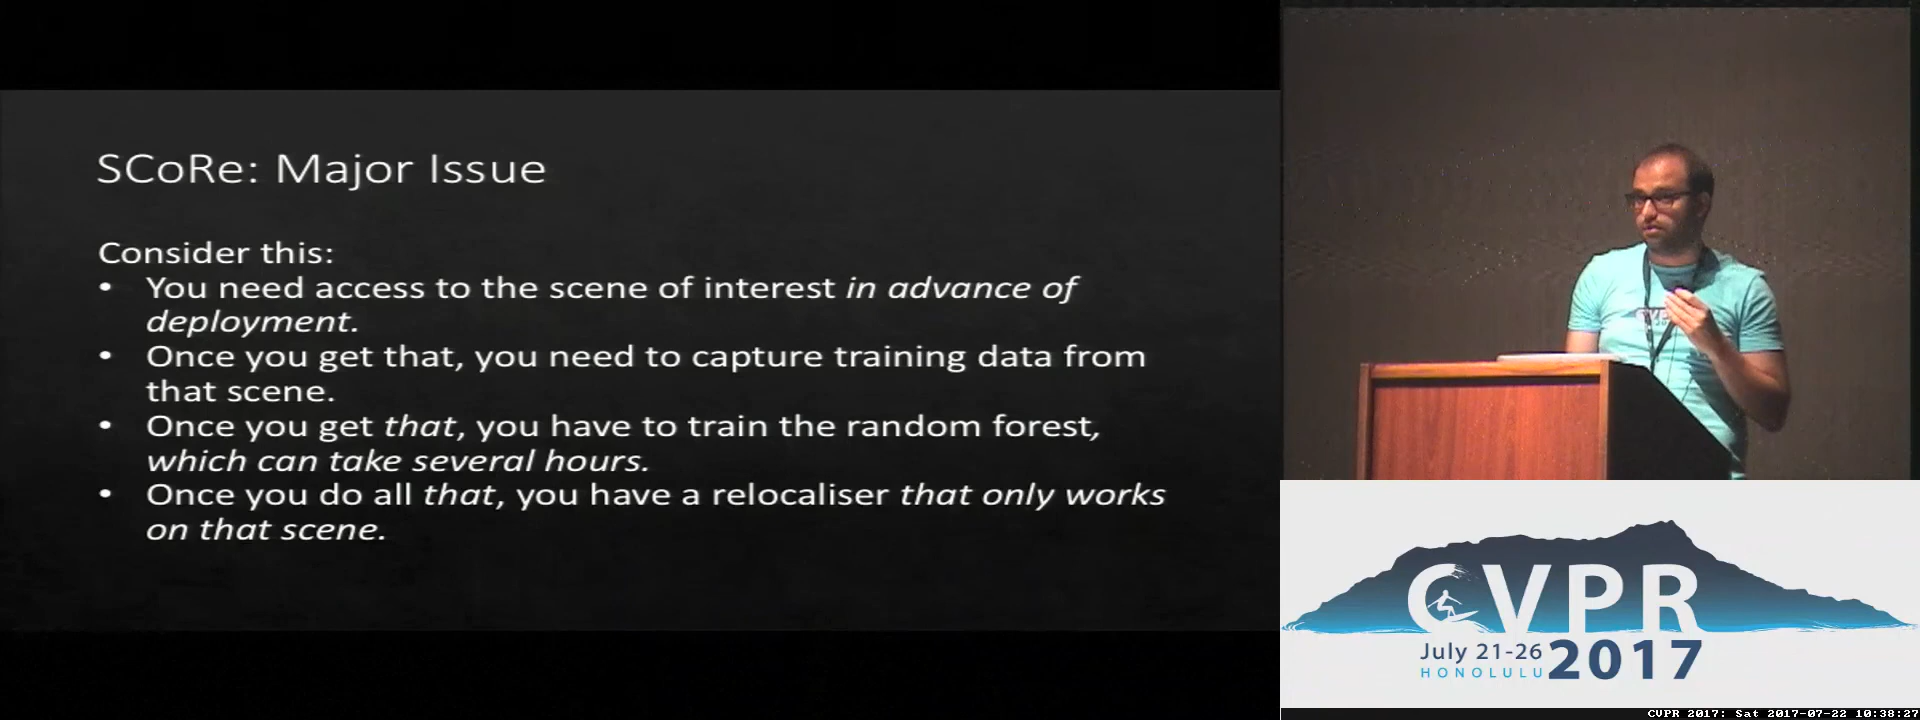 SCoRe: Major Issue
Consider this:
• You need access to the scene of interest in advance of
deployment.
• Once you get that, you need to capture training data from
that scene.
• Once you get that, you have to train the random forest,
which can take several hours.
• Once you do all that, you have a relocaliser that only works
on that scene.
CVPR
July 21-26
HONOLULU
2017
CVPR 2017: Sat 2017-07-22 10:38:27